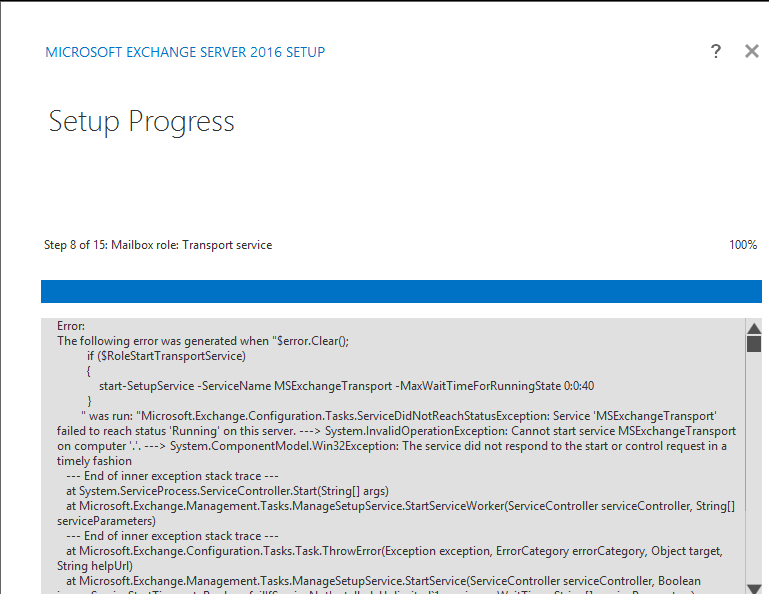 MICROSOFT EXCHANGE SERVER 2016 SETUP
? ×
Setup Progress
Step 8 of 15: Mailbox role: Transport service 100%
Error:
The following error was generated when "$error.Clear();
if ($RoleStartTransportService)
{
start-SetupService -ServiceName MSExchangeTransport -MaxWaitTimeForRunningState 0:0:40
}
" was run: "Microsoft.Exchange.Configuration.Tasks.ServiceDidNotReachStatusException: Service 'MSExchangeTransport'
failed to reach status 'Running' on this server. ---> System.InvalidOperationException: Cannot start service MSExchangeTransport
on computer '.'. ---> System.ComponentModel.Win32Exception: The service did not respond to the start or control request in a
timely fashion
--- End of inner exception stack trace ---
at System.ServiceProcess.ServiceController.Start(String[] args)
at Microsoft.Exchange.Management.Tasks.ManageSetupService.StartServiceWorker(ServiceController serviceController, String[]
serviceParameters)
--- End of inner exception stack trace ---
at Microsoft.Exchange.Configuration.Tasks.Task.ThrowError(Exception exception, ErrorCategory errorCategory, Object target,
String helpUrl)
at Microsoft.Exchange.Management.Tasks.ManageSetupService.StartService(ServiceController serviceController, Boolean